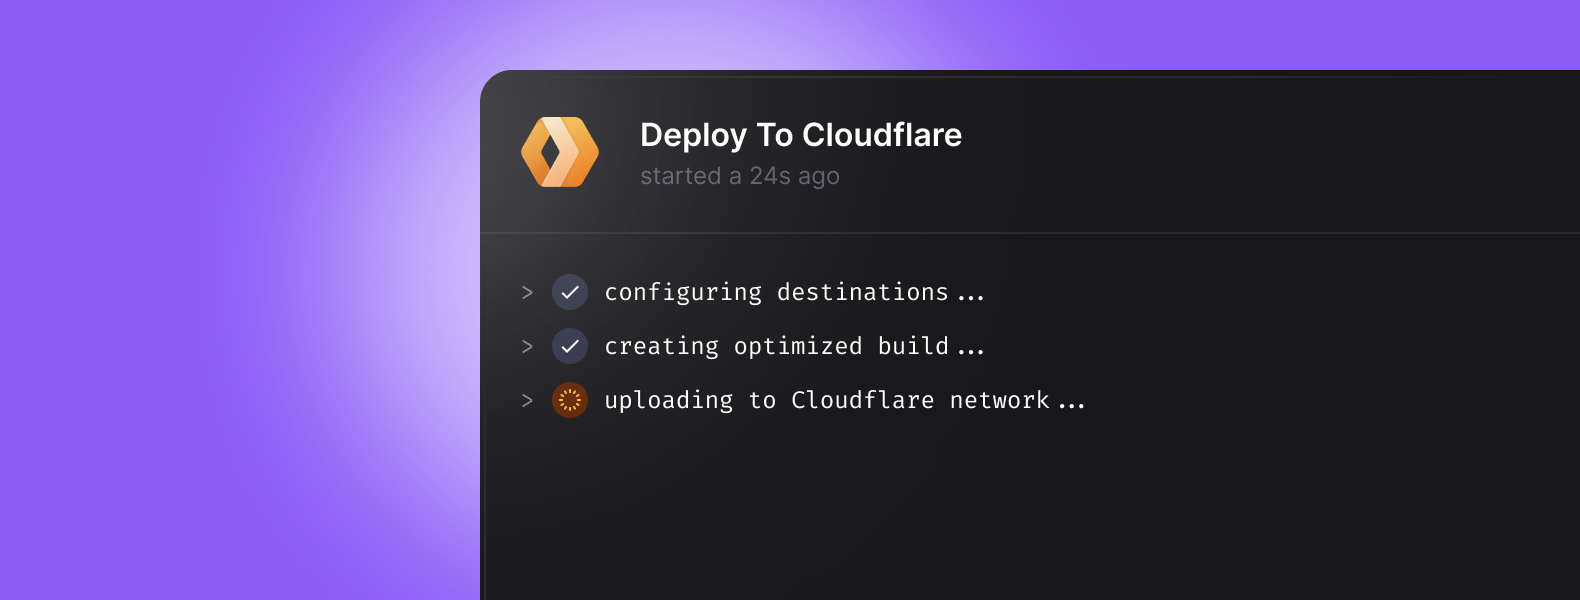 Deploy To Cloudflare
started a 24s ago
> configuring destinations...
> creating optimized build...
> uploading to Cloudflare network...